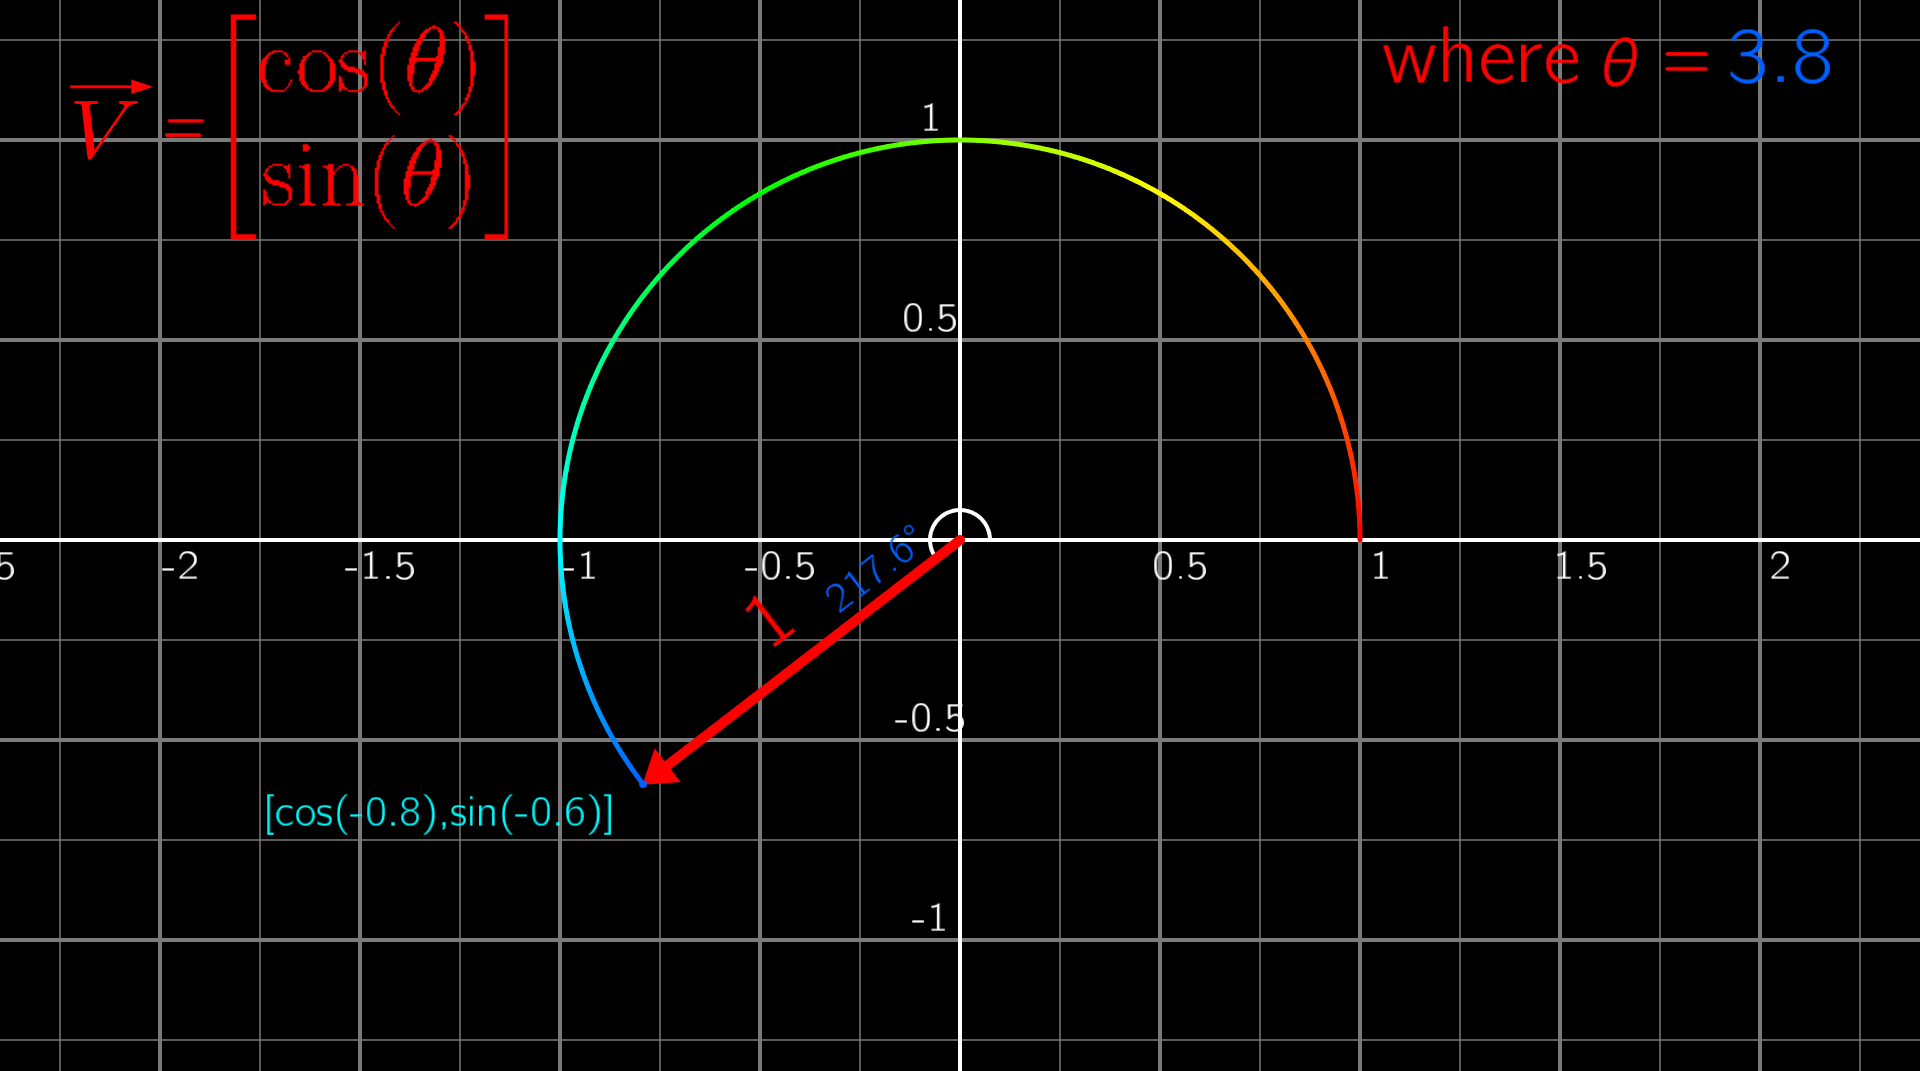 V = [cos(θ)
sin(θ)]
where θ = 3.8
1
0.5
5 -2 -1.5 -1 -0.5 0.5 1 1.5 2
217.6°
1
-0.5
[cos(-0.8),sin(-0.6)]
-1